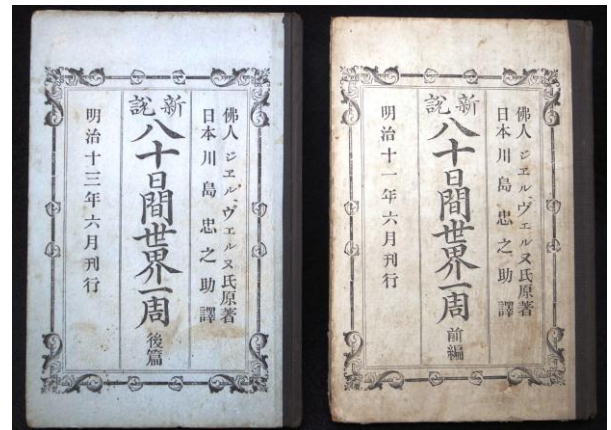 佛人 ジエル、ヴエルヌ氏原著
日本 川島忠之助 譯
新說
八十日間世界一周 前編
明治十一年六月刊行
佛人 ジエル、ヴエルヌ氏原著
日本 川島忠之助 譯
新說
八十日間世界一周 後篇
明治十三年六月刊行